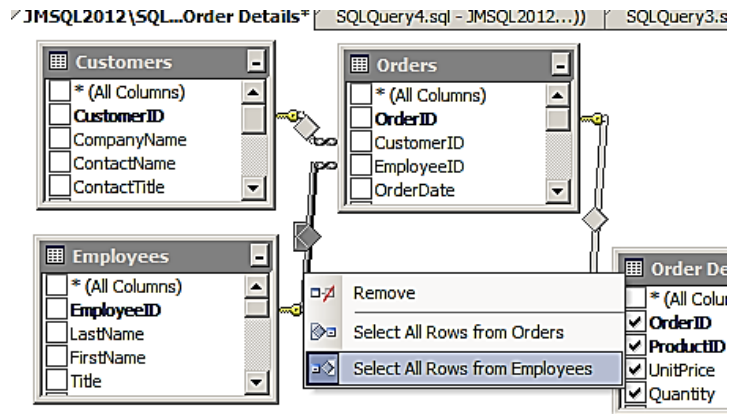 JMSQL2012\SQL...Order Details*
SQLQuery4.sql - JMSQL2012...))
SQLQuery3.s
Customers
* (All Columns)
CustomerID
CompanyName
ContactName
ContactTitle
Orders
* (All Columns)
OrderID
CustomerID
EmployeeID
OrderDate
Employees
* (All Columns)
EmployeeID
LastName
FirstName
Title
Remove
Select All Rows from Orders
Select All Rows from Employees
Order De
* (All Colu
OrderID
ProductID
UnitPrice
Quantity